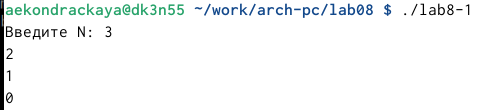 aekondrackaya@dk3n55 ~/work/arch-pc/lab08 $ ./lab8-1
Введите N: 3
2
1
0